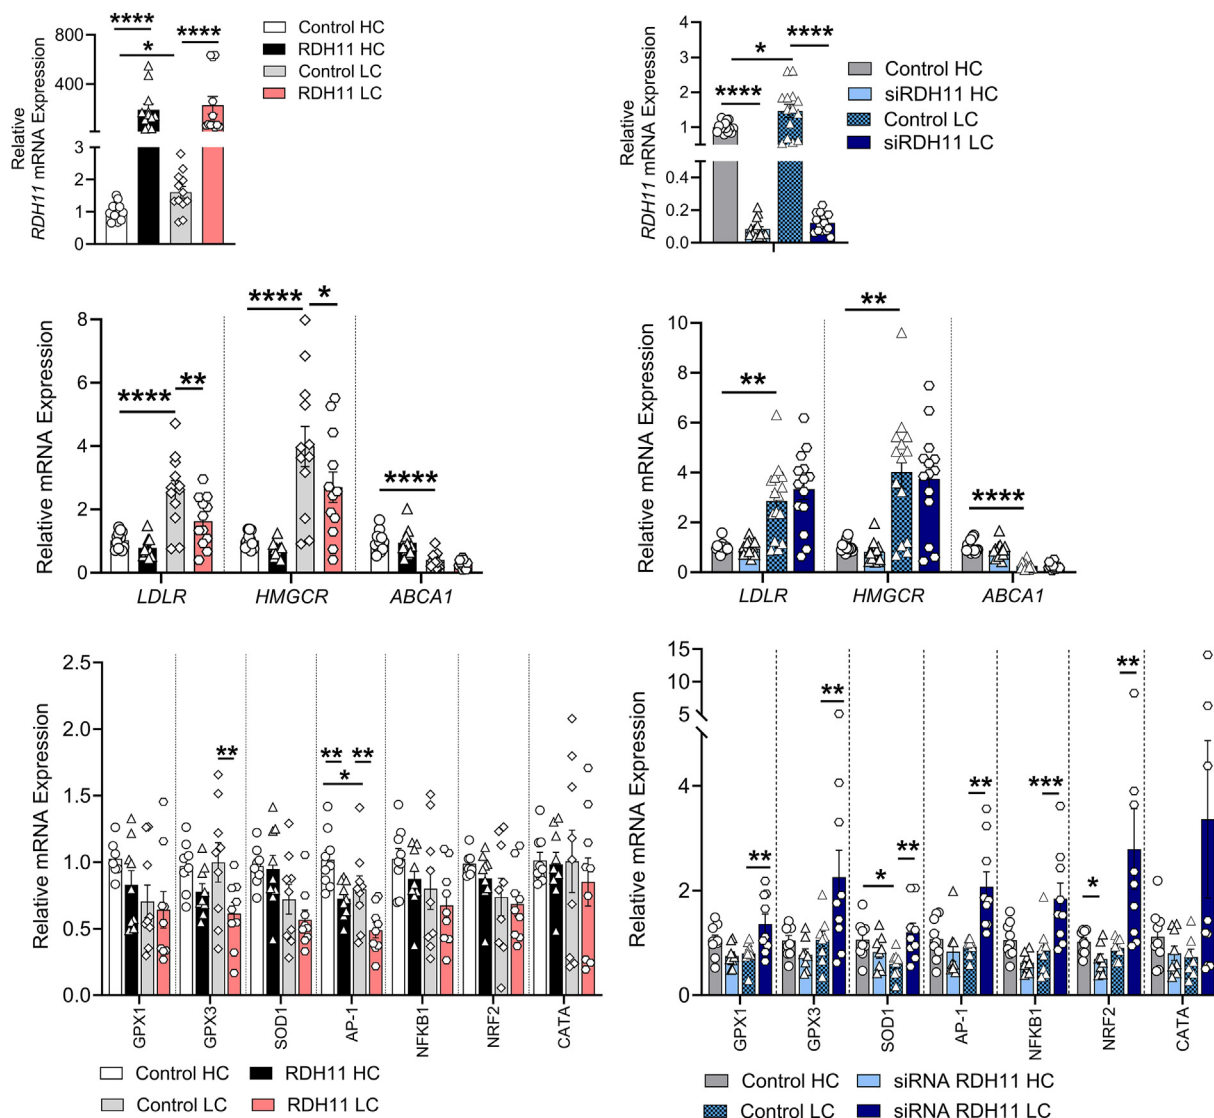 ****
*
****
800
400
3
2
1
0
Relative
RDH11 mRNA Expression
Control HC
RDH11 HC
Control LC
RDH11 LC
*
****
****
4
3
2
1
0.4
0.2
0.0
Relative
RDH11 mRNA Expression
Control HC
siRDH11 HC
Control LC
siRDH11 LC
8
6
4
2
0
Relative mRNA Expression
****
**
****
*
****
LDLR
HMGCR
ABCA1
10
8
6
4
2
0
Relative mRNA Expression
**
**
****
LDLR
HMGCR
ABCA1
2.5
2.0
1.5
1.0
0.5
0.0
Relative mRNA Expression
**
** **
*
GPX1
GPX3
SOD1
AP-1
NFKB1
NRF2
CATA
Control HC
RDH11 HC
Control LC
RDH11 LC
15
10
5
4
2
0
Relative mRNA Expression
**
**
*
**
**
***
*
**
GPX1
GPX3
SOD1
AP-1
NFKB1
NRF2
CATA
Control HC
siRNA RDH11 HC
Control LC
siRNA RDH11 LC